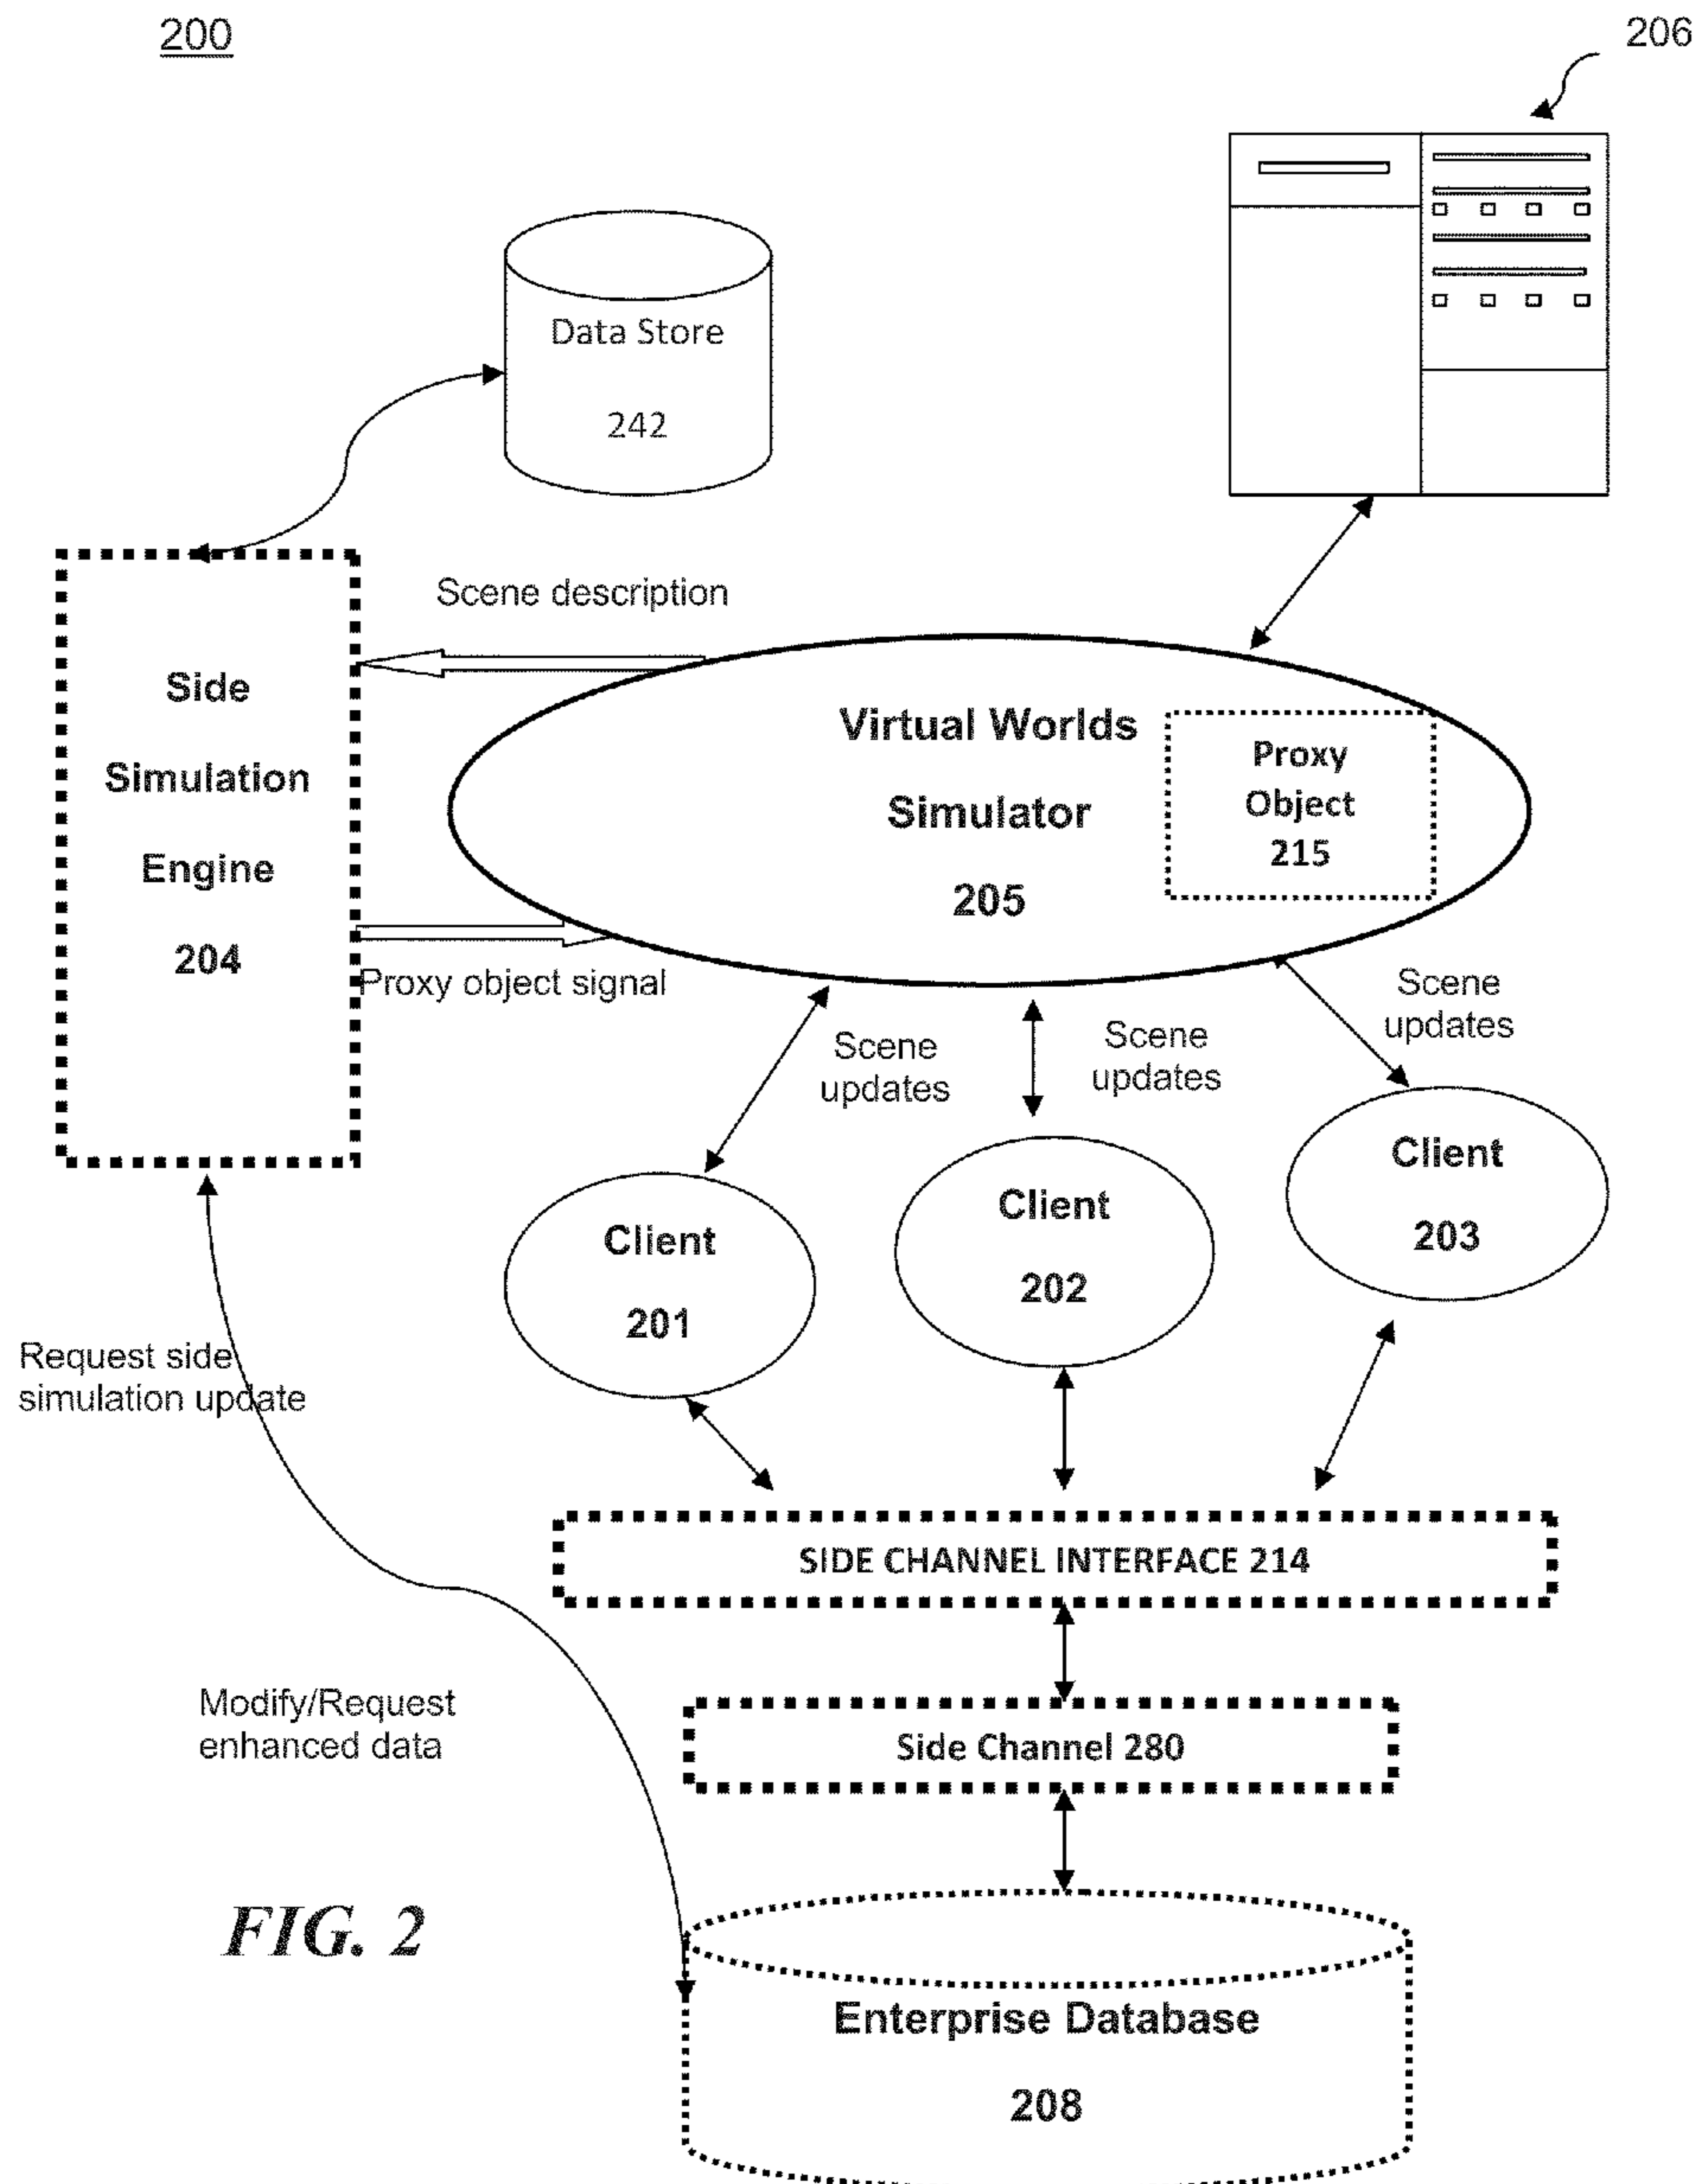 200
206
Data Store
242
Scene description
Side
Simulation
Engine
204
Virtual Worlds
Simulator
205
Proxy
Object
215
Proxy object signal
Scene
updates
Scene
updates
Scene
updates
Client
201
Client
202
Client
203
Request side
simulation update
SIDE CHANNEL INTERFACE 214
Modify/Request
enhanced data
Side Channel 280
FIG. 2
Enterprise Database
208